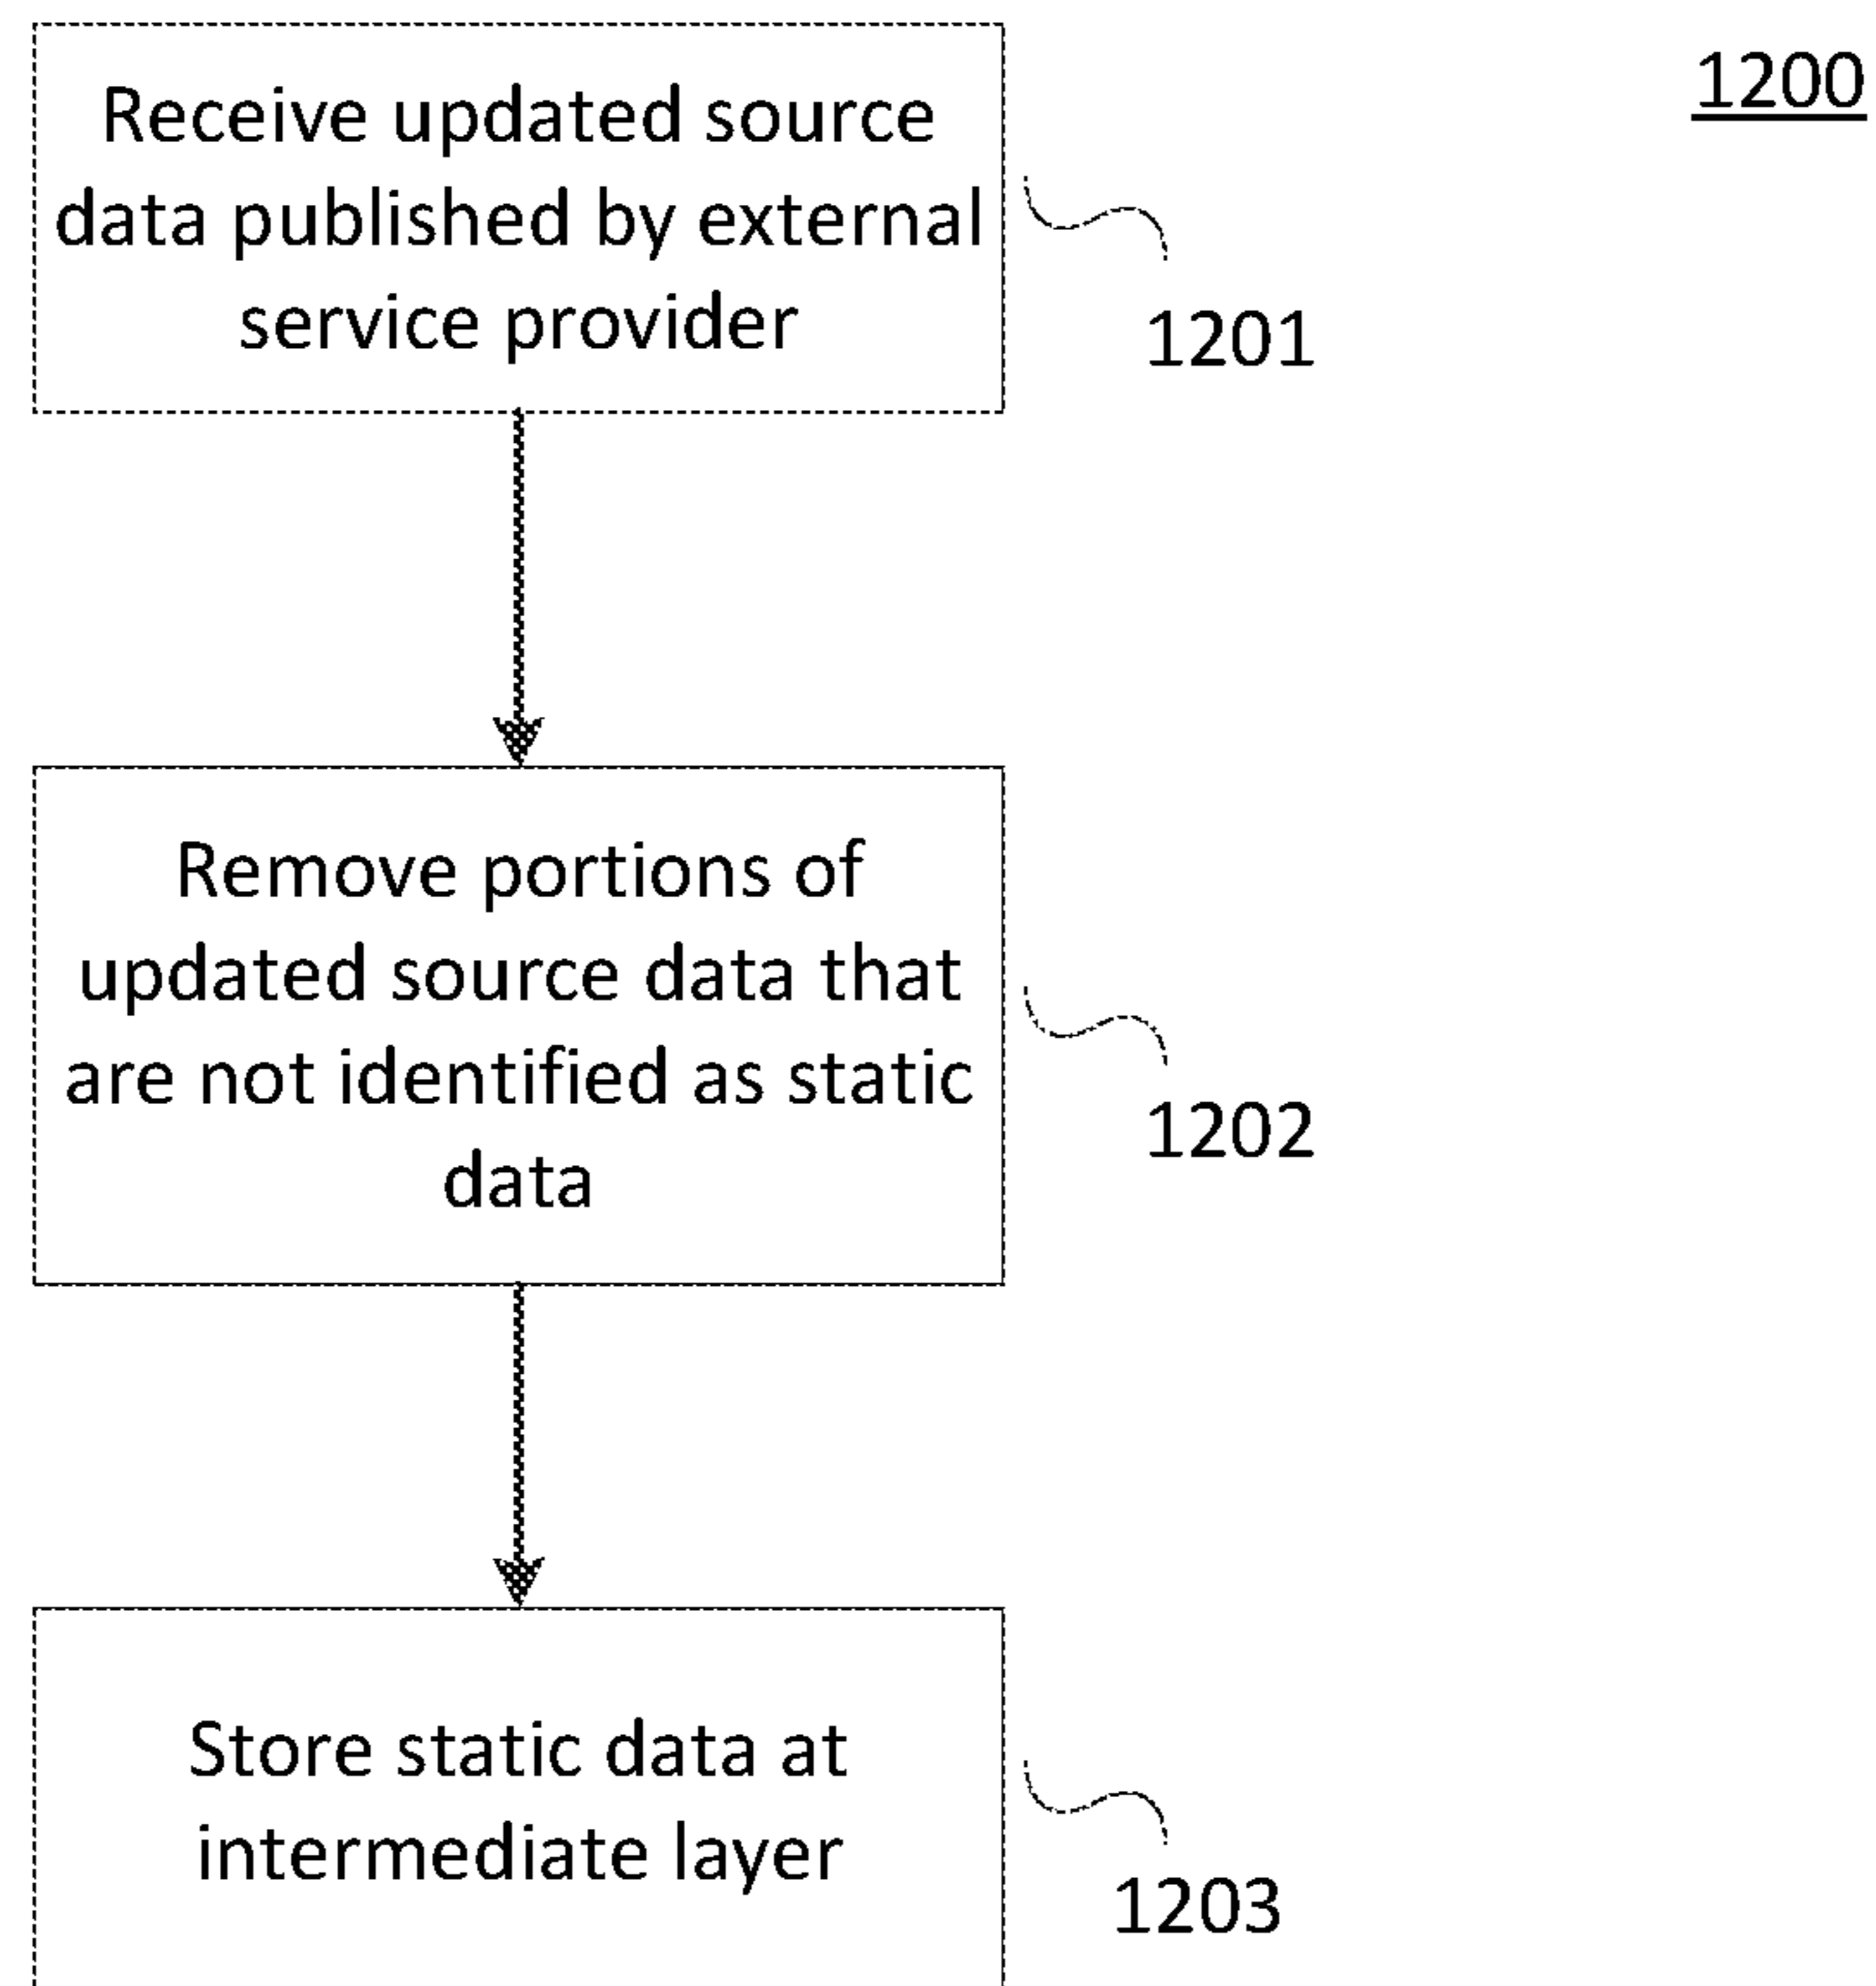 1200
Receive updated source
data published by external
service provider
1201
Remove portions of
updated source data that
are not identified as static
data
1202
Store static data at
intermediate layer
1203